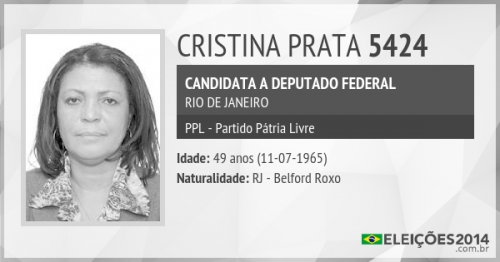 CRISTINA PRATA 5424
CANDIDATA A DEPUTADO FEDERAL
RIO DE JANEIRO
PPL - Partido Pátria Livre
Idade: 49 anos (11-07-1965)
Naturalidade: RJ - Belford Roxo
ELEIÇÕES2014
.com.br